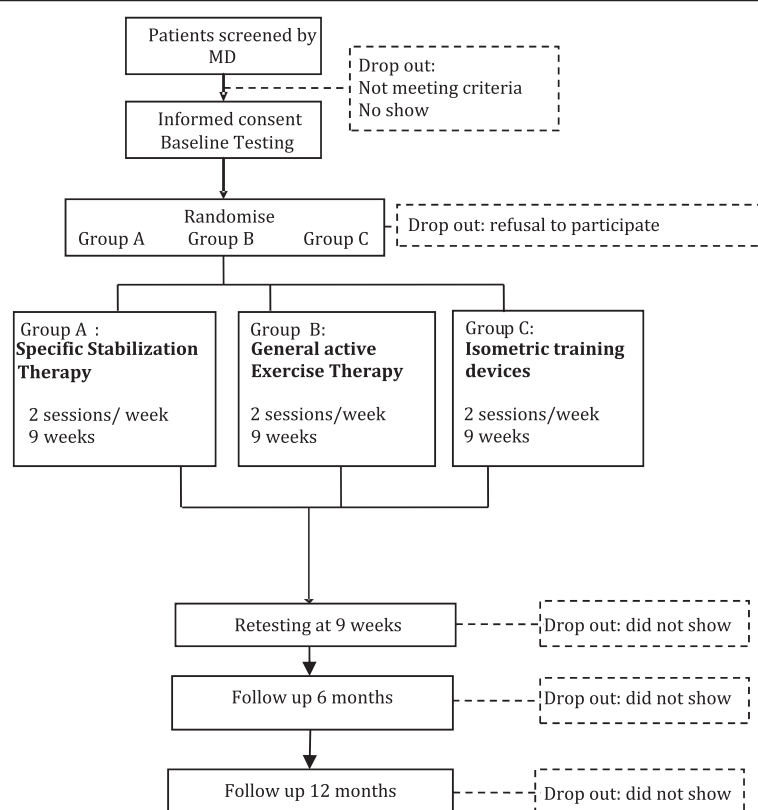 Patients screened by
MD
Drop out:
Not meeting criteria
No show
Informed consent
Baseline Testing
Randomise
Group A Group B Group C
Drop out: refusal to participate
Group A :
Specific Stabilization
Therapy
2 sessions/ week
9 weeks
Group B:
General active
Exercise Therapy
2 sessions/week
9 weeks
Group C:
Isometric training
devices
2 sessions/week
9 weeks
Retesting at 9 weeks
Drop out: did not show
Follow up 6 months
Drop out: did not show
Follow up 12 months
Drop out: did not show